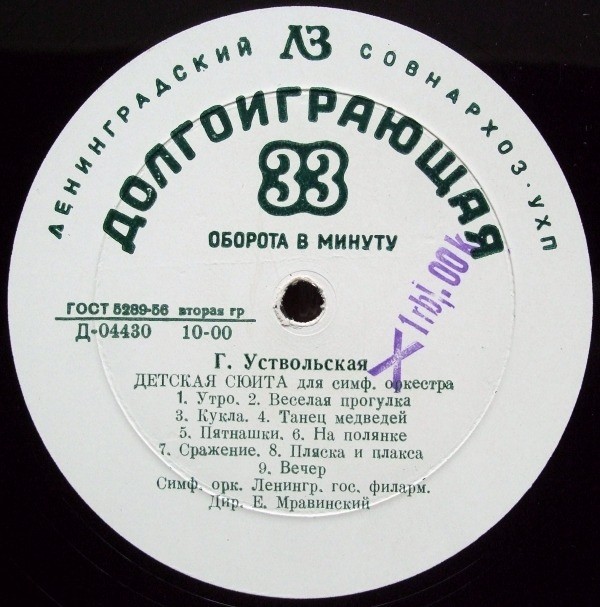 ЛЕНИНГРАДСКИЙ ЛЗ СОВНАРХОЗ·УХП
ДОЛГОИГРАЮЩАЯ
33
ОБОРОТА В МИНУТУ
ГОСТ 5289-56 вторая гр
Д-04430 10-00
1rbl.00k
Г. Уствольская
ДЕТСКАЯ СЮИТА для симф. оркестра
1. Утро. 2. Веселая прогулка
3. Кукла. 4. Танец медведей
5. Пятнашки. 6. На полянке
7. Сражение. 8. Пляска и плакса
9. Вечер
Симф. орк. Ленингр. гос. филарм.
Дир. Е. Мравинский